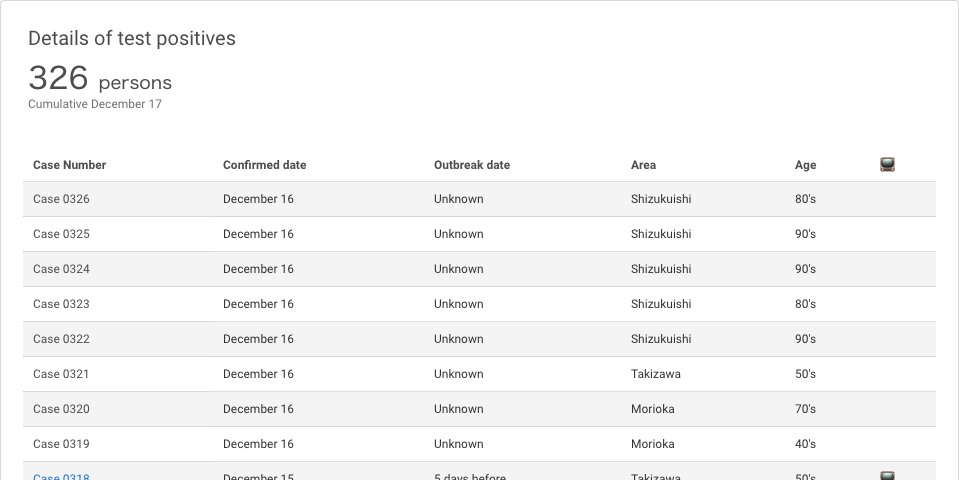 Details of test positives
326 persons
Cumulative December 17
Case Number Confirmed date Outbreak date Area Age
Case 0326 December 16 Unknown Shizukuishi 80's
Case 0325 December 16 Unknown Shizukuishi 90's
Case 0324 December 16 Unknown Shizukuishi 90's
Case 0323 December 16 Unknown Shizukuishi 80's
Case 0322 December 16 Unknown Shizukuishi 90's
Case 0321 December 16 Unknown Takizawa 50's
Case 0320 December 16 Unknown Morioka 70's
Case 0319 December 16 Unknown Morioka 40's
Case 0318 December 15 5 days before Takizawa 50's